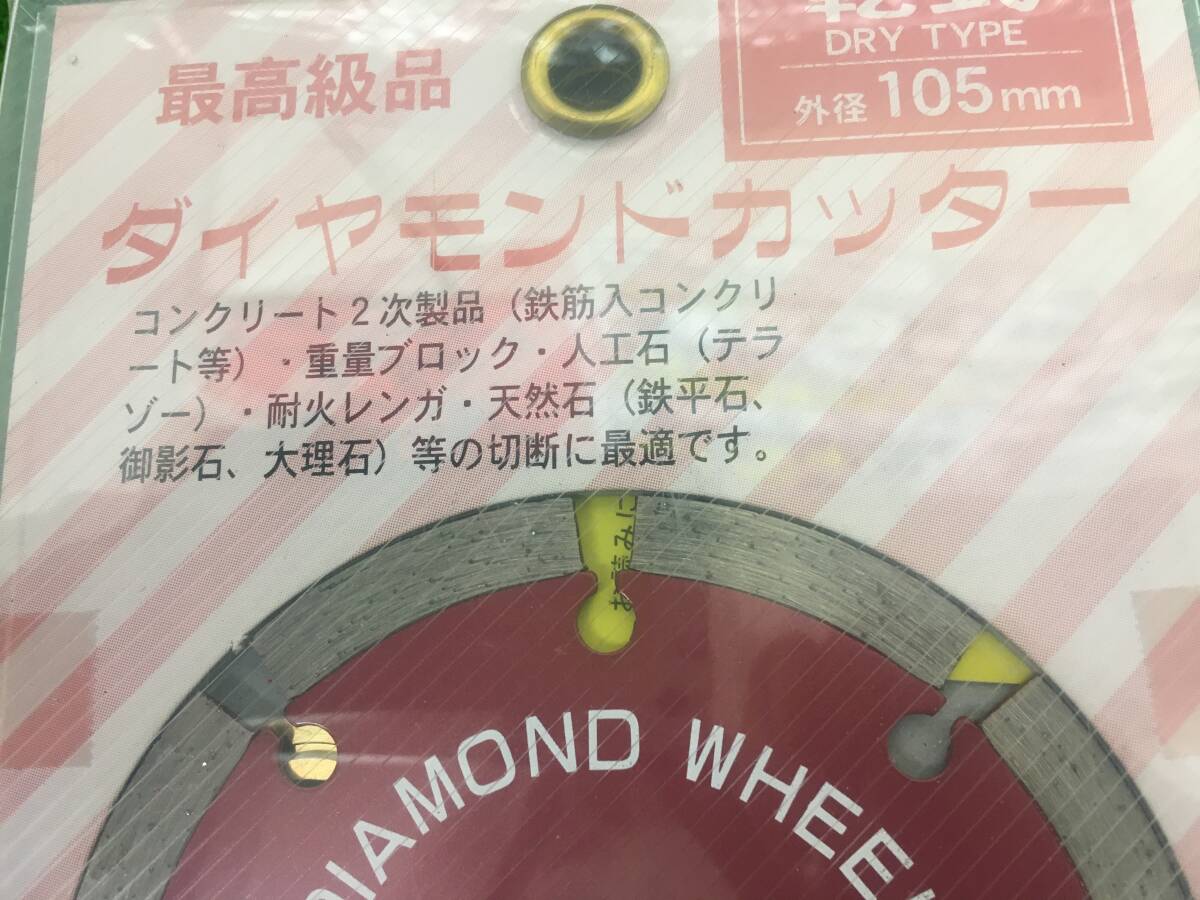 DRY TYPE
最高級品
外径 105mm
ダイヤモンドカッター
コンクリート2次製品（鉄筋入コンクリ
ート等）・重量ブロック・人工石（テラ
ゾー）・耐火レンガ・天然石（鉄平石、
御影石、大理石）等の切断に最適です。
DIAMOND WHEE